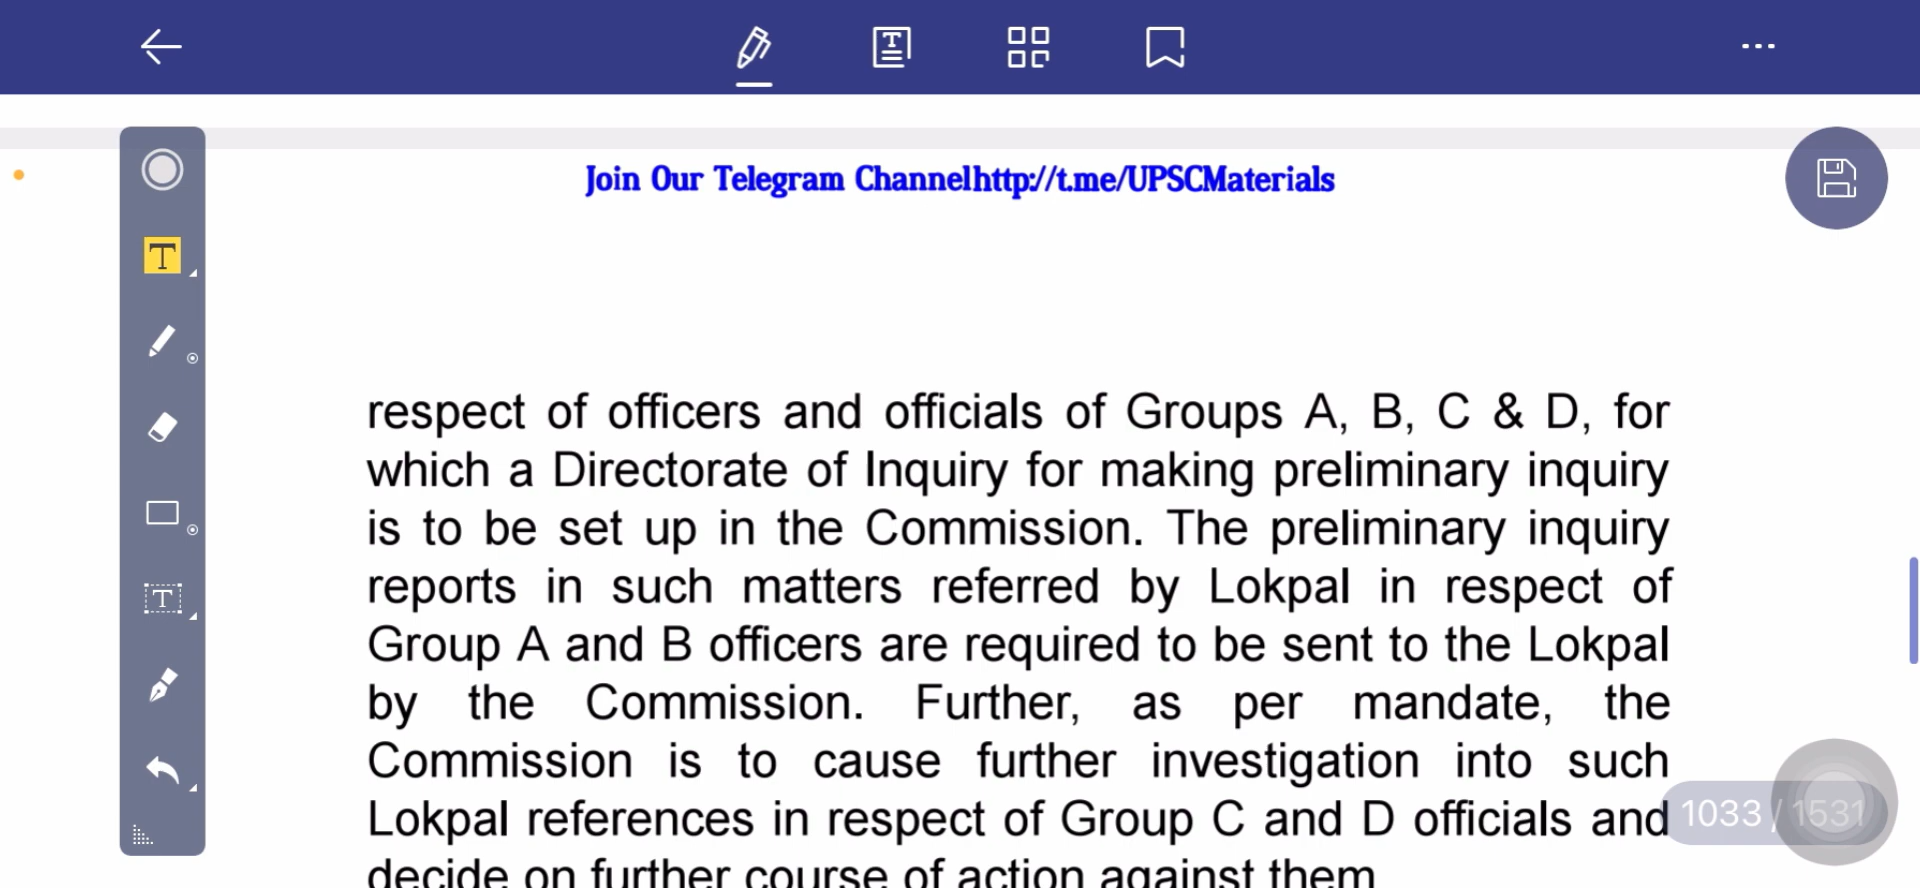 Join Our Telegram Channelhttp://t.me/UPSCMaterials
respect of officers and officials of Groups A, B, C & D, for
which a Directorate of Inquiry for making preliminary inquiry
is to be set up in the Commission. The preliminary inquiry
reports in such matters referred by Lokpal in respect of
Group A and B officers are required to be sent to the Lokpal
by the Commission. Further, as per mandate, the
Commission is to cause further investigation into such
Lokpal references in respect of Group C and D officials and
1033 / 1531
decide on further course of action against them